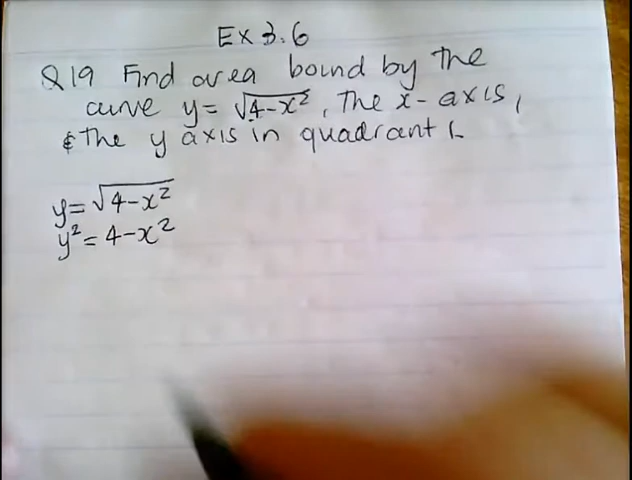 Ex 3.6
Q19 Find area bound by the
curve y = √4-x², the x-axis,
& the y axis in quadrant 1.
y = √4-x²
y² = 4-x²